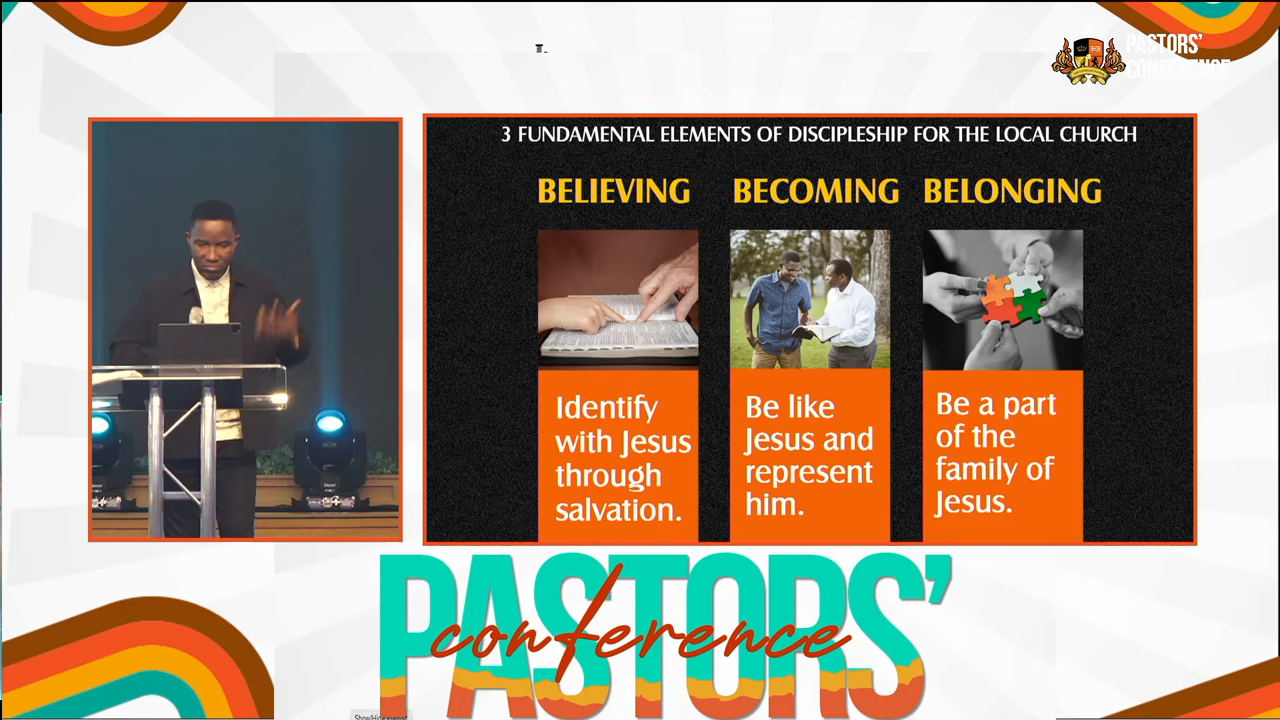 PASTORS'
CONFERENCE
3 FUNDAMENTAL ELEMENTS OF DISCIPLESHIP FOR THE LOCAL CHURCH
BELIEVING
BECOMING
BELONGING
Identify
with Jesus
through
salvation.
Be like
Jesus and
represent
him.
Be a part
of the
family of
Jesus.
PASTORS'
conference